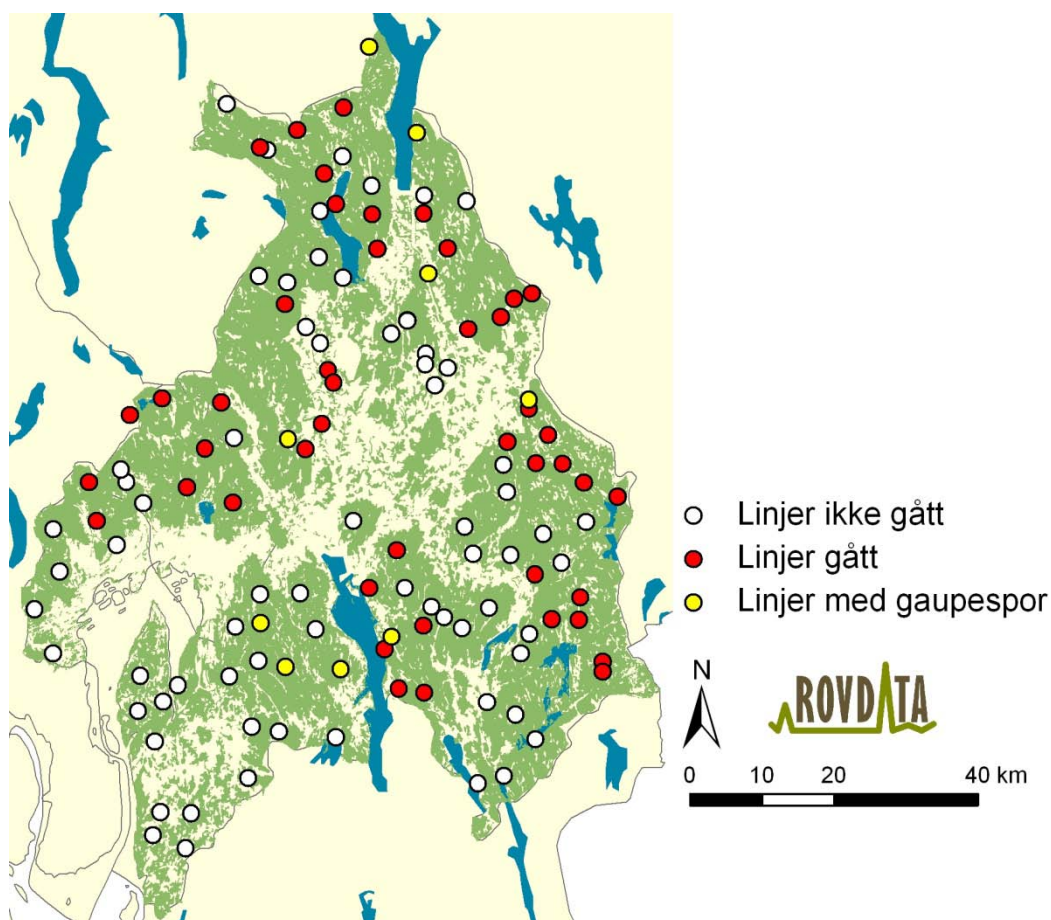 Linjer ikke gått
Linjer gått
Linjer med gaupespor
N
ROVDATA
0 10 20 40 km